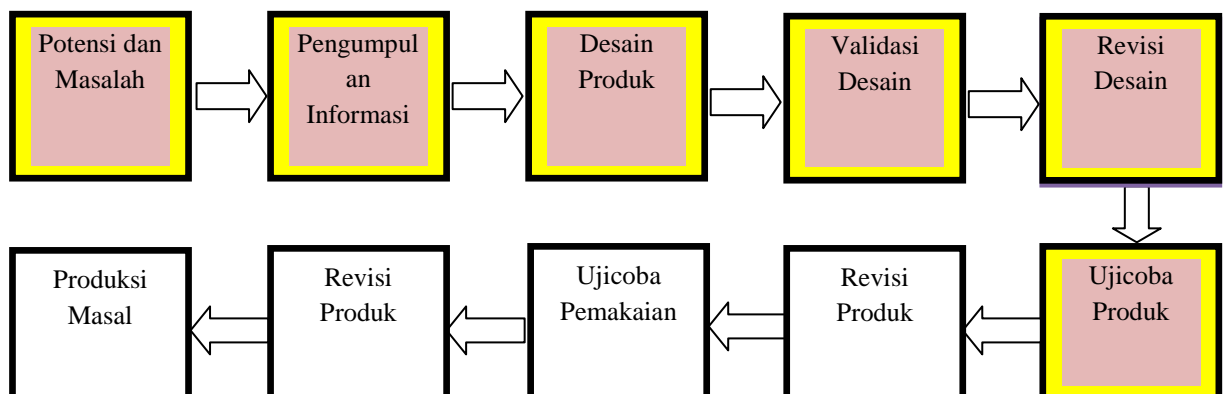 Potensi dan
Masalah
Pengumpul
an
Informasi
Desain
Produk
Validasi
Desain
Revisi
Desain
Produksi
Masal
Revisi
Produk
Ujicoba
Pemakaian
Revisi
Produk
Ujicoba
Produk